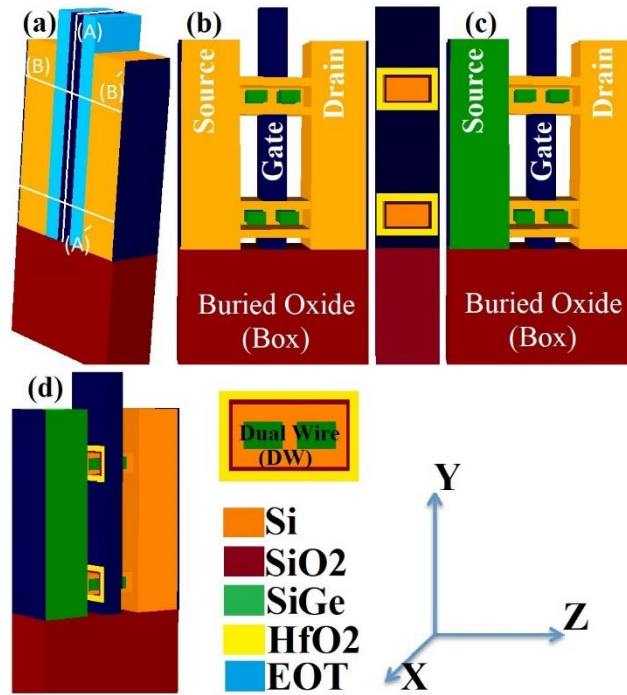 (a)
(A)
(B)
(B´)
(A´)
(b)
Source
Gate
Drain
Buried Oxide
(Box)
(c)
Source
Gate
Drain
Buried Oxide
(Box)
(d)
Dual Wire
(DW)
Si
SiO2
SiGe
HfO2
EOT
Y
Z
X